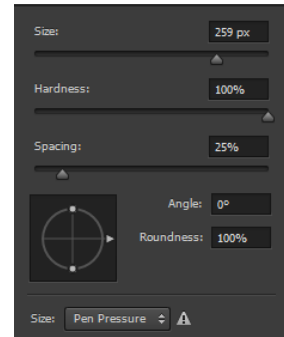 Size: 259 px
Hardness: 100%
Spacing: 25%
Angle: 0°
Roundness: 100%
Size: Pen Pressure